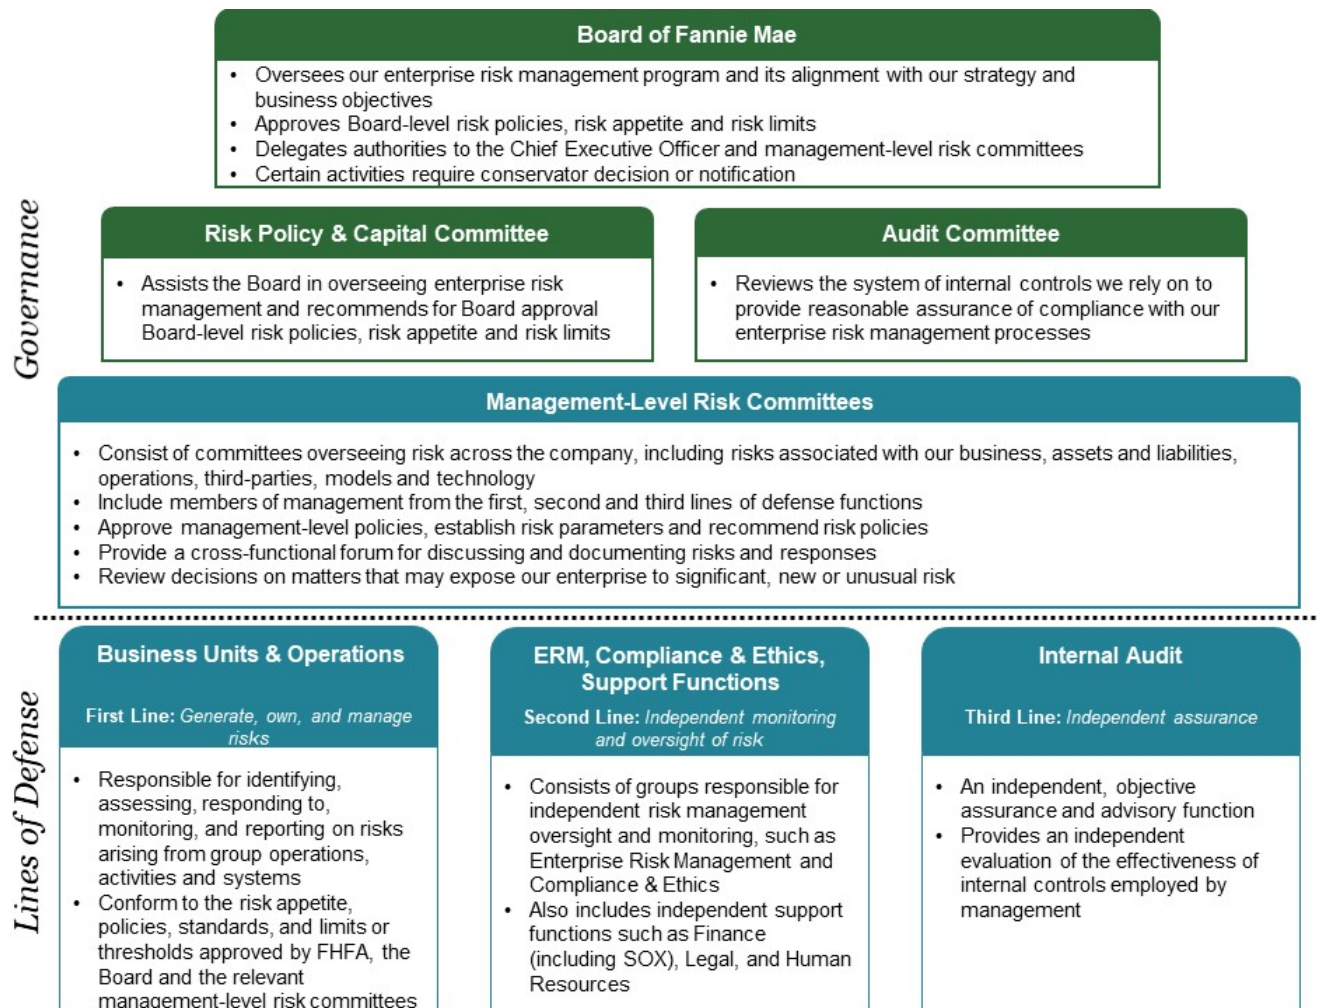 Board of Fannie Mae
• Oversees our enterprise risk management program and its alignment with our strategy and
business objectives
• Approves Board-level risk policies, risk appetite and risk limits
• Delegates authorities to the Chief Executive Officer and management-level risk committees
• Certain activities require conservator decision or notification
Governance
Risk Policy & Capital Committee
• Assists the Board in overseeing enterprise risk
management and recommends for Board approval
Board-level risk policies, risk appetite and risk limits
Audit Committee
• Reviews the system of internal controls we rely on to
provide reasonable assurance of compliance with our
enterprise risk management processes
Management-Level Risk Committees
• Consist of committees overseeing risk across the company, including risks associated with our business, assets and liabilities,
operations, third-parties, models and technology
• Include members of management from the first, second and third lines of defense functions
• Approve management-level policies, establish risk parameters and recommend risk policies
• Provide a cross-functional forum for discussing and documenting risks and responses
• Review decisions on matters that may expose our enterprise to significant, new or unusual risk
Lines of Defense
Business Units & Operations
First Line: Generate, own, and manage
risks
• Responsible for identifying,
assessing, responding to,
monitoring, and reporting on risks
arising from group operations,
activities and systems
• Conform to the risk appetite,
policies, standards, and limits or
thresholds approved by FHFA, the
Board and the relevant
management-level risk committees
ERM, Compliance & Ethics,
Support Functions
Second Line: Independent monitoring
and oversight of risk
• Consists of groups responsible for
independent risk management
oversight and monitoring, such as
Enterprise Risk Management and
Compliance & Ethics
• Also includes independent support
functions such as Finance
(including SOX), Legal, and Human
Resources
Internal Audit
Third Line: Independent assurance
• An independent, objective
assurance and advisory function
• Provides an independent
evaluation of the effectiveness of
internal controls employed by
management